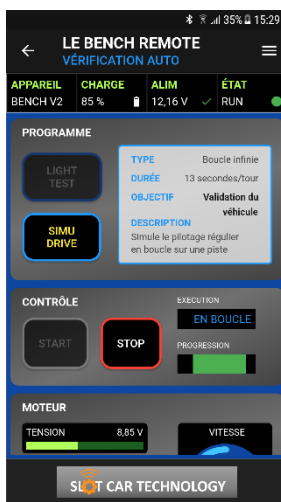 35% 15:29
LE BENCH REMOTE
VÉRIFICATION AUTO
APPAREIL CHARGE ALIM ÉTAT
BENCH V2 85 % 12,16 V RUN
PROGRAMME
LIGHT TEST
SIMU DRIVE
TYPE Boucle infinie
DURÉE 13 secondes/tour
OBJECTIF Validation du
véhicule
DESCRIPTION
Simule le pilotage régulier
en boucle sur une piste
CONTRÔLE
START
STOP
EXECUTION
EN BOUCLE
PROGRESSION
MOTEUR
TENSION 8,85 V
VITESSE
SLOT CAR TECHNOLOGY